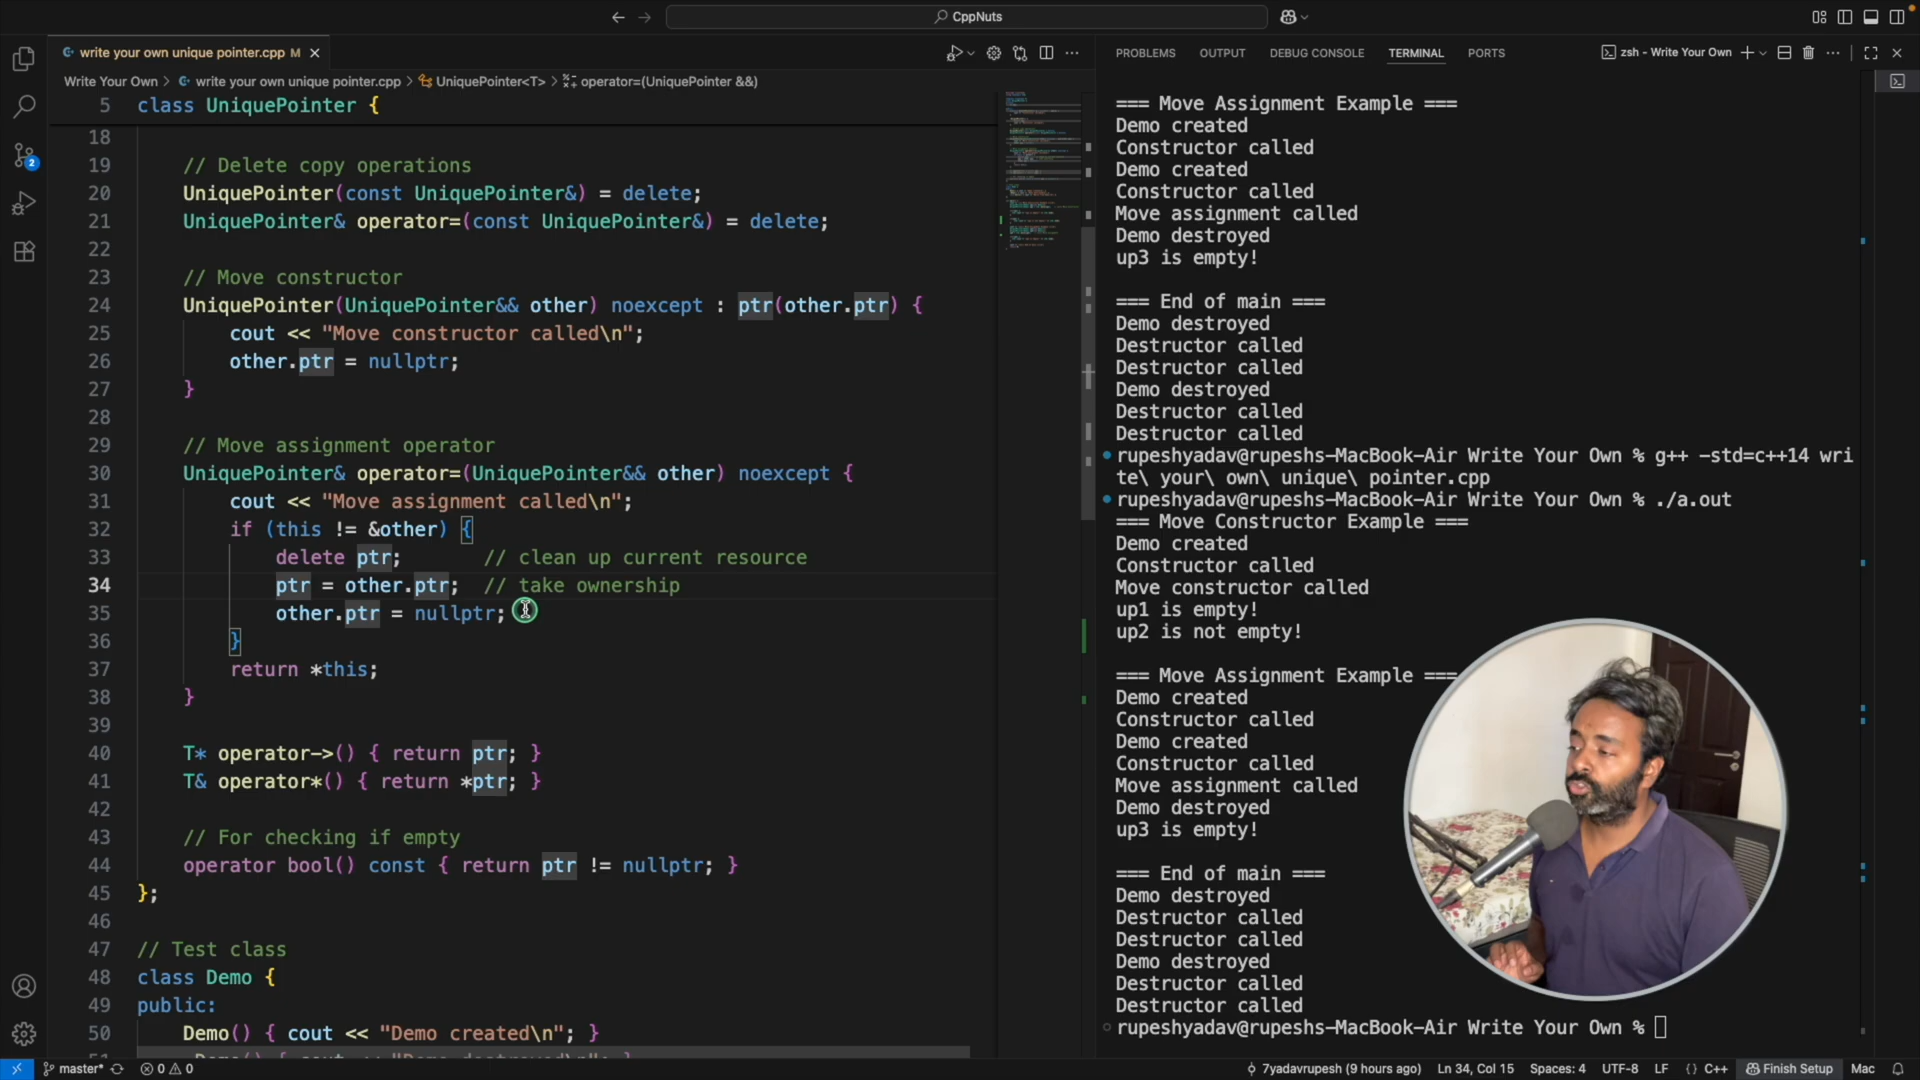 CppNuts
write your own unique pointer.cpp M
PROBLEMS OUTPUT DEBUG CONSOLE TERMINAL PORTS zsh - Write Your Own
Write Your Own > write your own unique pointer.cpp > UniquePointer<T> > operator=(UniquePointer &&)
5 class UniquePointer {
18
19 // Delete copy operations
20 UniquePointer(const UniquePointer&) = delete;
21 UniquePointer& operator=(const UniquePointer&) = delete;
22
23 // Move constructor
24 UniquePointer(UniquePointer&& other) noexcept : ptr(other.ptr) {
25 cout << "Move constructor called\n";
26 other.ptr = nullptr;
27 }
28
29 // Move assignment operator
30 UniquePointer& operator=(UniquePointer&& other) noexcept {
31 cout << "Move assignment called\n";
32 if (this != &other) {
33 delete ptr; // clean up current resource
34 ptr = other.ptr; // take ownership
35 other.ptr = nullptr;
36 }
37 return *this;
38 }
39
40 T* operator->() { return ptr; }
41 T& operator*() { return *ptr; }
42
43 // For checking if empty
44 operator bool() const { return ptr != nullptr; }
45 };
46
47 // Test class
48 class Demo {
49 public:
50 Demo() { cout << "Demo created\n"; }
=== Move Assignment Example ===
Demo created
Constructor called
Demo created
Constructor called
Move assignment called
Demo destroyed
up3 is empty!
=== End of main ===
Demo destroyed
Destructor called
Destructor called
Demo destroyed
Destructor called
Destructor called
rupeshyadav@rupeshs-MacBook-Air Write Your Own % g++ -std=c++14 wri
te\ your\ own\ unique\ pointer.cpp
rupeshyadav@rupeshs-MacBook-Air Write Your Own % ./a.out
=== Move Constructor Example ===
Demo created
Constructor called
Move constructor called
up1 is empty!
up2 is not empty!
=== Move Assignment Example ===
Demo created
Constructor called
Demo created
Constructor called
Move assignment called
Demo destroyed
up3 is empty!
=== End of main ===
Demo destroyed
Destructor called
Destructor called
Demo destroyed
Destructor called
Destructor called
rupeshyadav@rupeshs-MacBook-Air Write Your Own %
2
master* 0 0 7yadavrupesh (9 hours ago) Ln 34, Col 15 Spaces: 4 UTF-8 LF {} C++ Finish Setup Mac